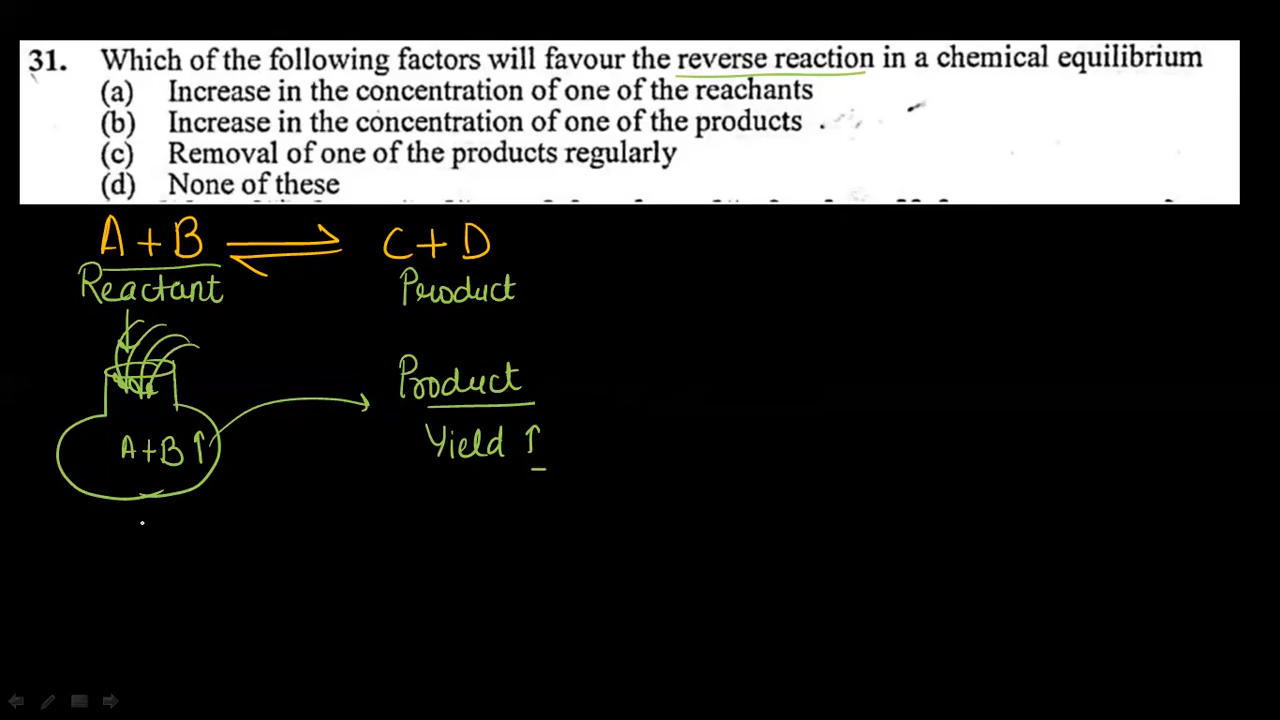 31. Which of the following factors will favour the reverse reaction in a chemical equilibrium
(a) Increase in the concentration of one of the reachants
(b) Increase in the concentration of one of the products .
(c) Removal of one of the products regularly
(d) None of these
A + B ⇌ C + D
Reactant Product
Product
A + B ↑ Yield ↑